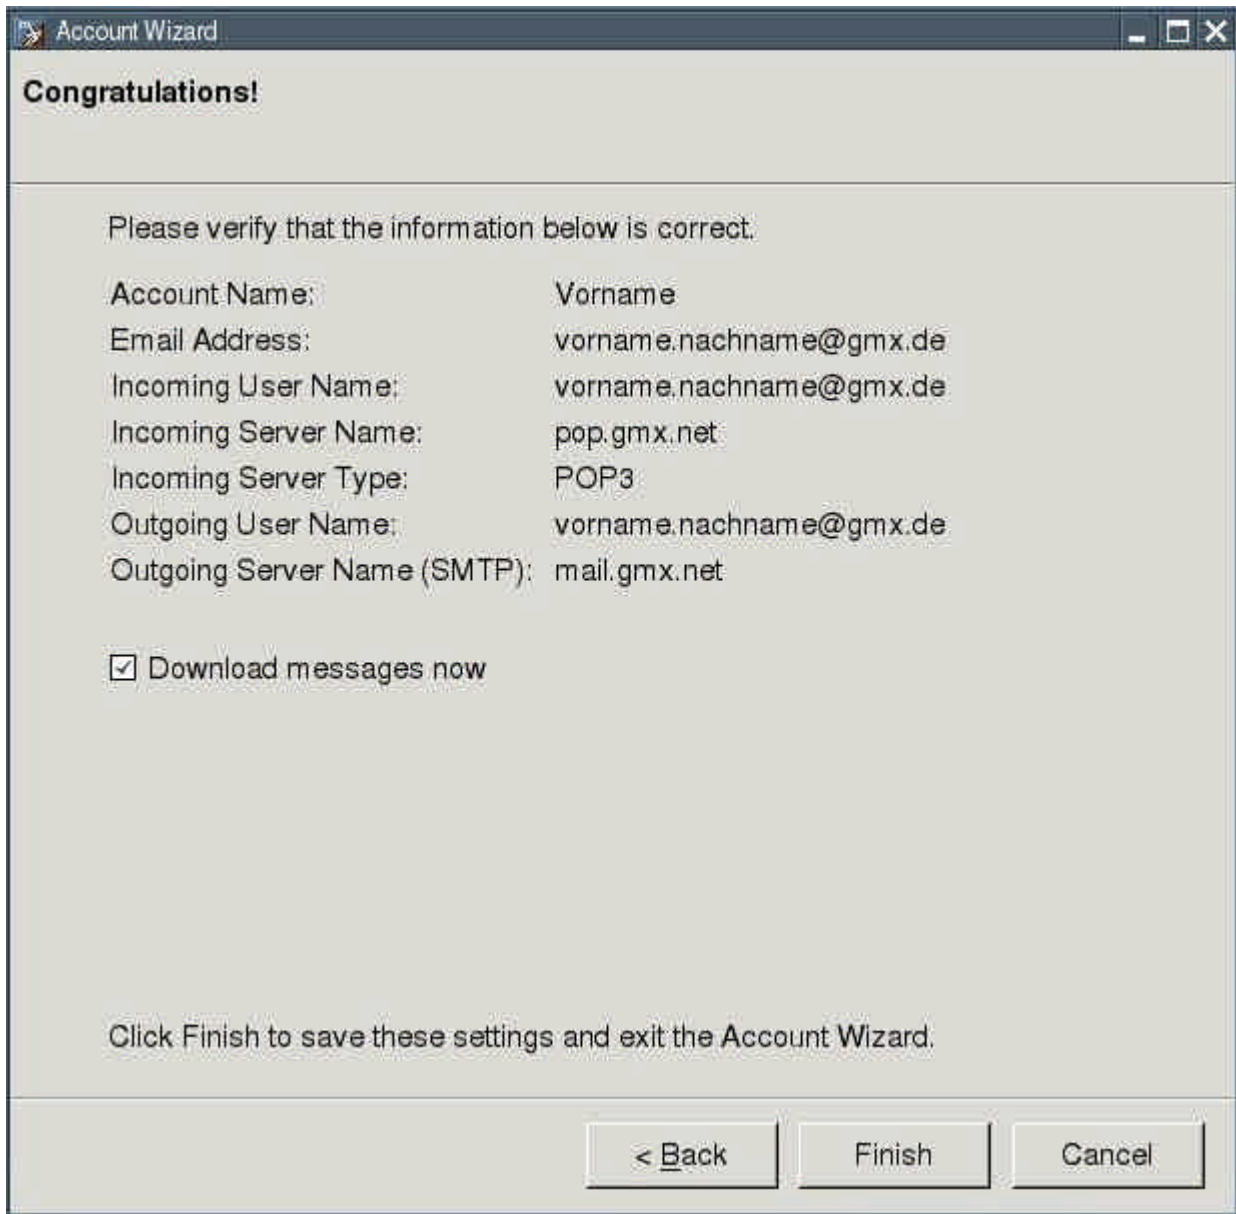 Account Wizard
Congratulations!
Please verify that the information below is correct.
Account Name: Vorname
Email Address: vorname.nachname@gmx.de
Incoming User Name: vorname.nachname@gmx.de
Incoming Server Name: pop.gmx.net
Incoming Server Type: POP3
Outgoing User Name: vorname.nachname@gmx.de
Outgoing Server Name (SMTP): mail.gmx.net
Download messages now
Click Finish to save these settings and exit the Account Wizard.
< Back Finish Cancel